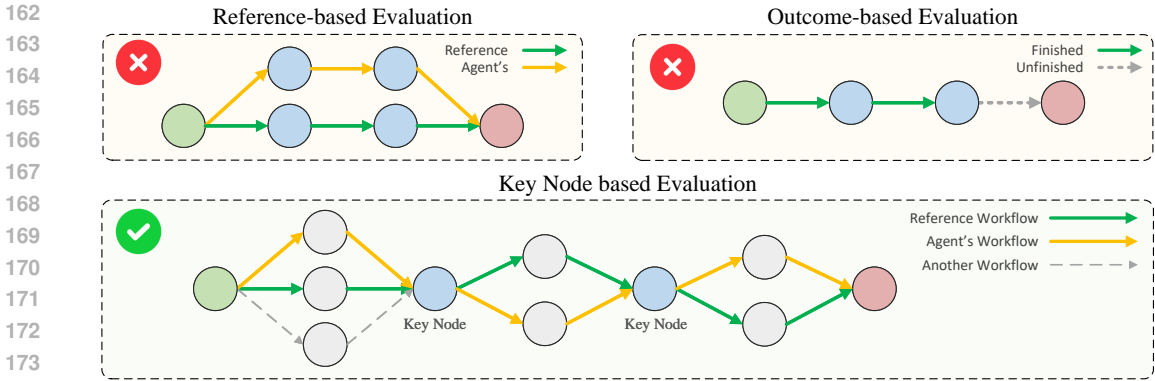 162
163
164
165
166
167
168
169
170
171
172
173
Reference-based Evaluation
Reference
Agent's
Outcome-based Evaluation
Finished
Unfinished
Key Node based Evaluation
Reference Workflow
Agent's Workflow
Another Workflow
Key Node
Key Node